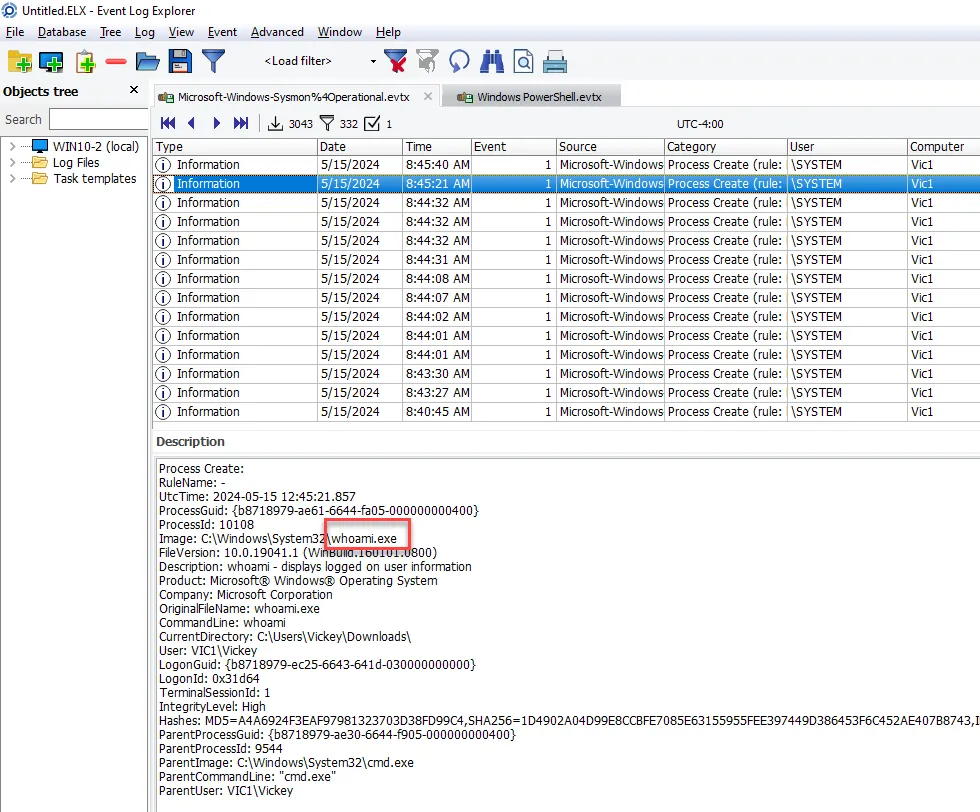 Untitled.ELX - Event Log Explorer
File Database Tree Log View Event Advanced Window Help
<Load filter>
Objects tree
Microsoft-Windows-Sysmon%4Operational.evtx Windows PowerShell.evtx
Search
3043 332 1 UTC-4:00
WIN10-2 (local)
Log Files
Task templates
Type Date Time Event Source Category User Computer
Information 5/15/2024 8:45:40 AM 1 Microsoft-Windows Process Create (rule: \SYSTEM Vic1
Information 5/15/2024 8:45:21 AM 1 Microsoft-Windows Process Create (rule: \SYSTEM Vic1
Information 5/15/2024 8:44:32 AM 1 Microsoft-Windows Process Create (rule: \SYSTEM Vic1
Information 5/15/2024 8:44:32 AM 1 Microsoft-Windows Process Create (rule: \SYSTEM Vic1
Information 5/15/2024 8:44:32 AM 1 Microsoft-Windows Process Create (rule: \SYSTEM Vic1
Information 5/15/2024 8:44:31 AM 1 Microsoft-Windows Process Create (rule: \SYSTEM Vic1
Information 5/15/2024 8:44:08 AM 1 Microsoft-Windows Process Create (rule: \SYSTEM Vic1
Information 5/15/2024 8:44:07 AM 1 Microsoft-Windows Process Create (rule: \SYSTEM Vic1
Information 5/15/2024 8:44:02 AM 1 Microsoft-Windows Process Create (rule: \SYSTEM Vic1
Information 5/15/2024 8:44:01 AM 1 Microsoft-Windows Process Create (rule: \SYSTEM Vic1
Information 5/15/2024 8:44:01 AM 1 Microsoft-Windows Process Create (rule: \SYSTEM Vic1
Information 5/15/2024 8:43:30 AM 1 Microsoft-Windows Process Create (rule: \SYSTEM Vic1
Information 5/15/2024 8:43:27 AM 1 Microsoft-Windows Process Create (rule: \SYSTEM Vic1
Information 5/15/2024 8:40:45 AM 1 Microsoft-Windows Process Create (rule: \SYSTEM Vic1
Description
Process Create:
RuleName: -
UtcTime: 2024-05-15 12:45:21.857
ProcessGuid: {b8718979-ae61-6644-fa05-000000000400}
ProcessId: 10108
Image: C:\Windows\System32\whoami.exe
FileVersion: 10.0.19041.1 (WinBuild.160101.0800)
Description: whoami - displays logged on user information
Product: Microsoft® Windows® Operating System
Company: Microsoft Corporation
OriginalFileName: whoami.exe
CommandLine: whoami
CurrentDirectory: C:\Users\Vickey\Downloads\
User: VIC1\Vickey
LogonGuid: {b8718979-ec25-6643-641d-030000000000}
LogonId: 0x31d64
TerminalSessionId: 1
IntegrityLevel: High
Hashes: MD5=A4A6924F3EAF97981323703D38FD99C4,SHA256=1D4902A04D99E8CCBFE7085E63155955FEE397449D386453F6C452AE407B8743,I
ParentProcessGuid: {b8718979-ae30-6644-f905-000000000400}
ParentProcessId: 9544
ParentImage: C:\Windows\System32\cmd.exe
ParentCommandLine: "cmd.exe"
ParentUser: VIC1\Vickey